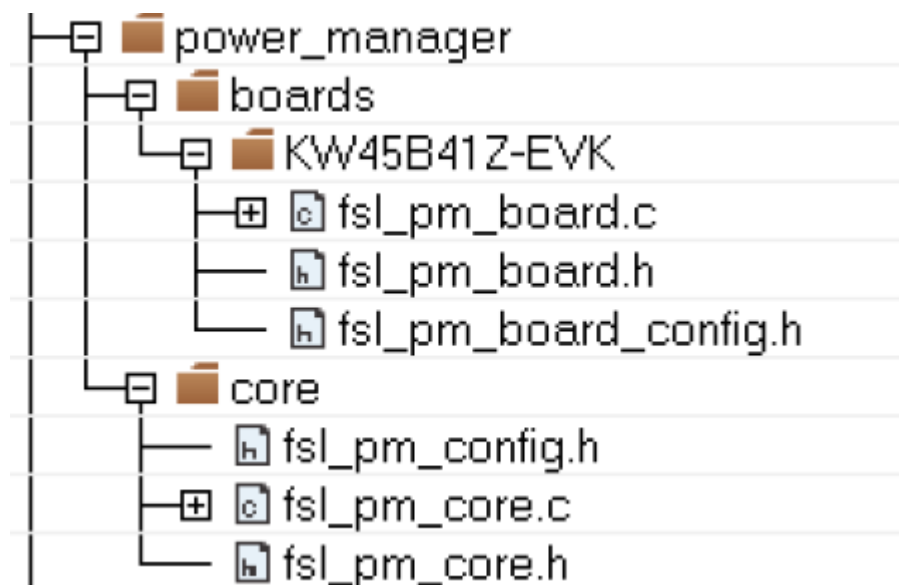 power_manager
boards
KW45B41Z-EVK
fsl_pm_board.c
fsl_pm_board.h
fsl_pm_board_config.h
core
fsl_pm_config.h
fsl_pm_core.c
fsl_pm_core.h